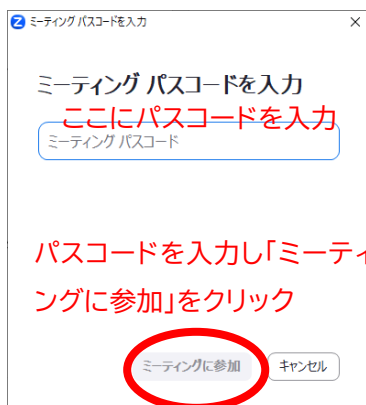 ミーティング パスコードを入力
ミーティング パスコードを入力
ここにパスコードを入力
ミーティング パスコード
パスコードを入力し「ミーティ
ングに参加」をクリック
ミーティングに参加
キャンセル